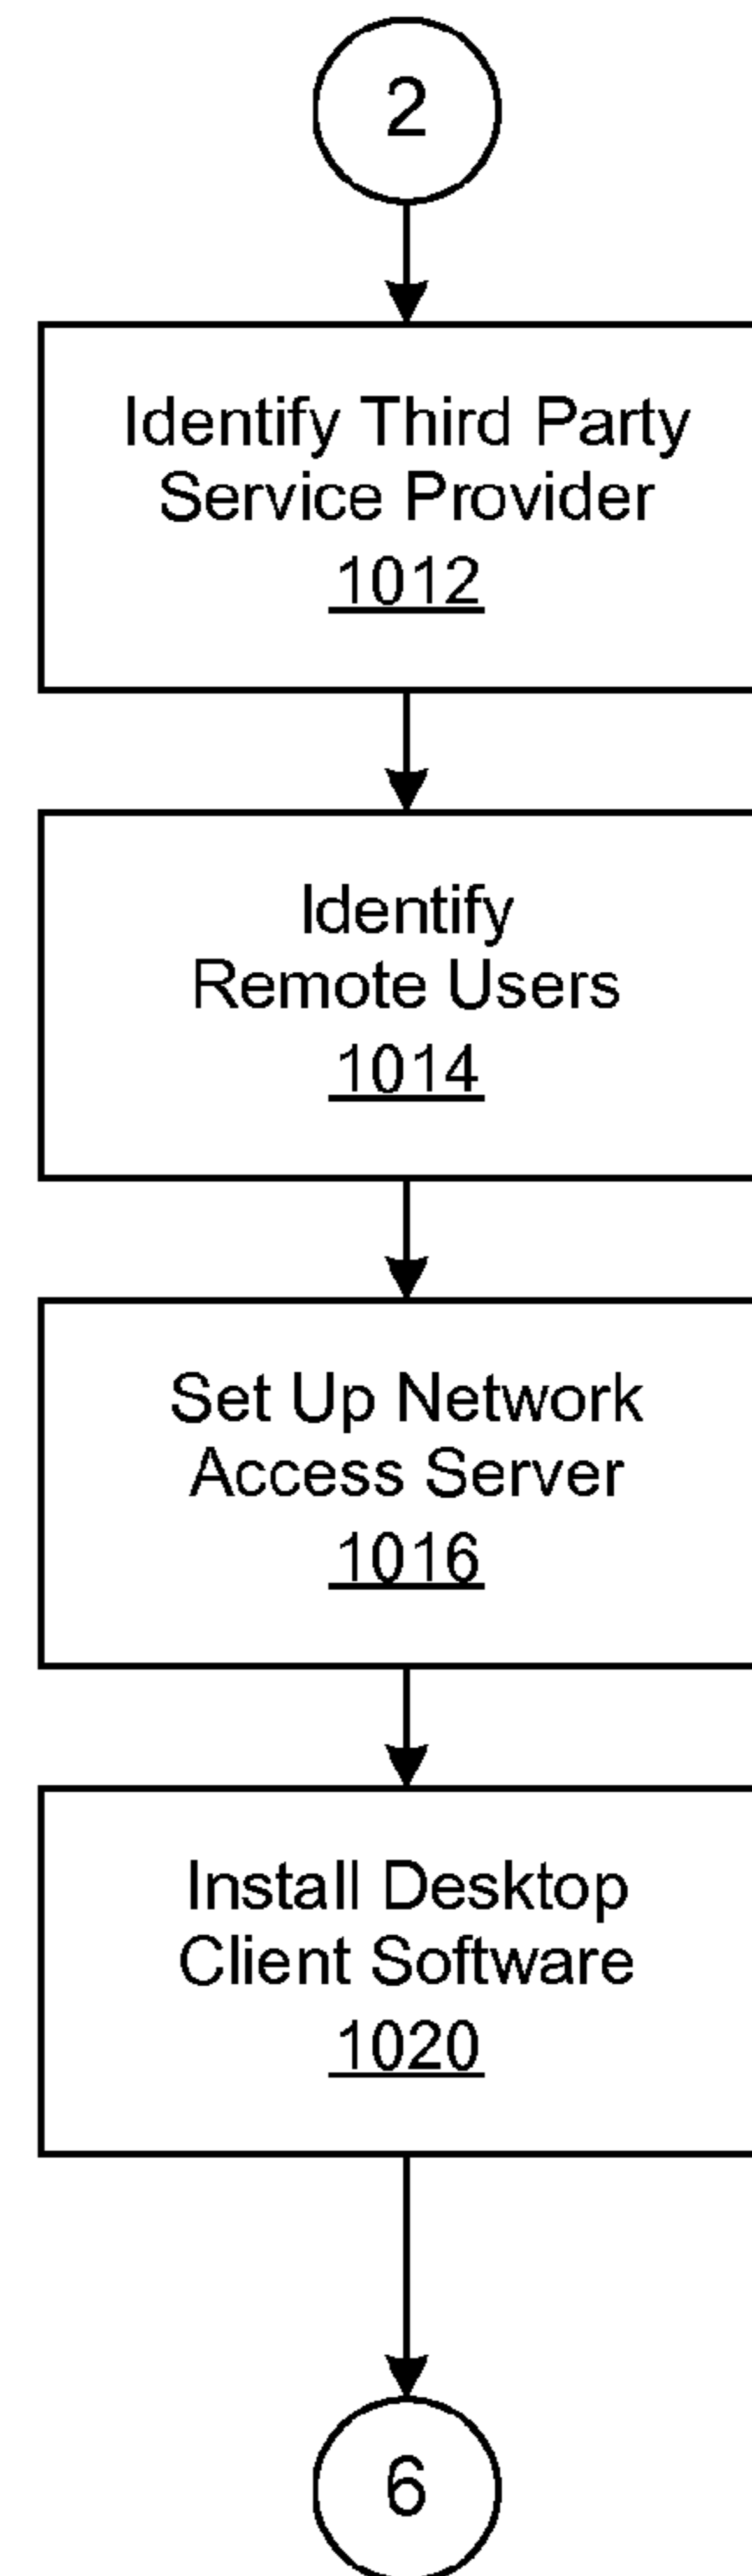 2
Identify Third Party
Service Provider
1012
Identify
Remote Users
1014
Set Up Network
Access Server
1016
Install Desktop
Client Software
1020
6